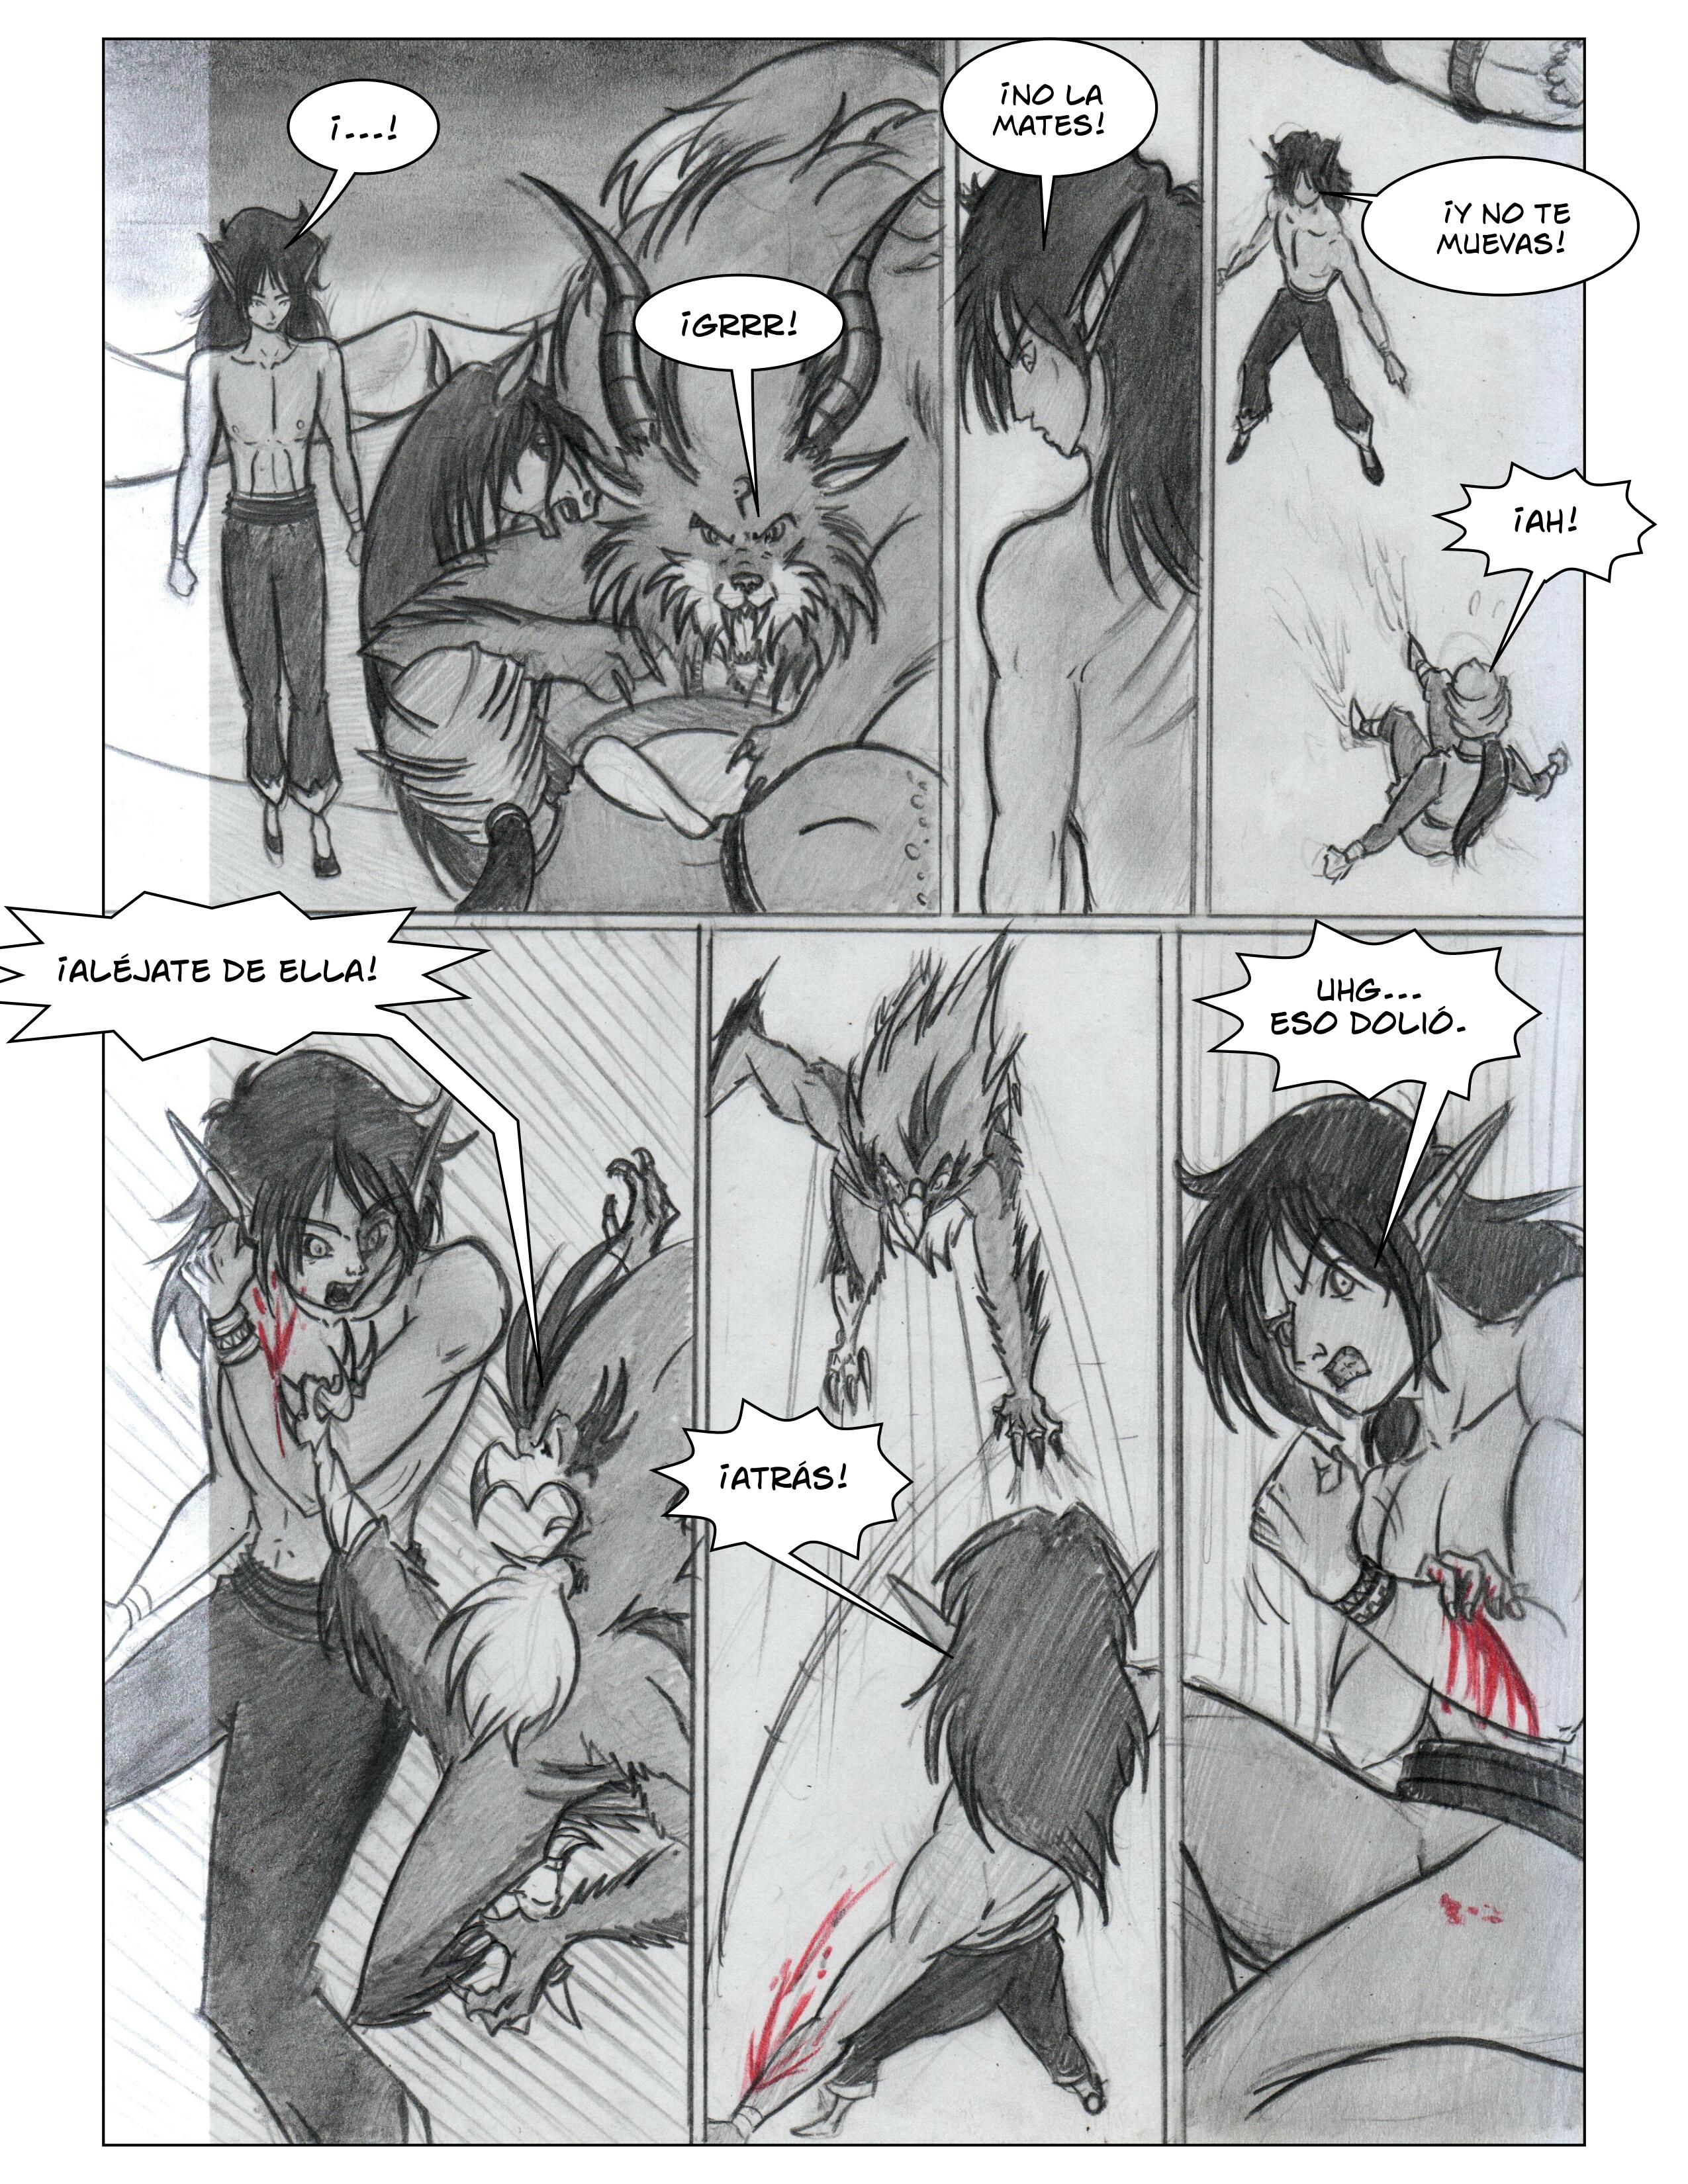 ¡...!
¡GRRR!
¡NO LA
MATES!
¡Y NO TE
MUEVAS!
¡AH!
¡ALÉJATE DE ELLA!
¡ATRÁS!
UHG...
ESO DOLIÓ.